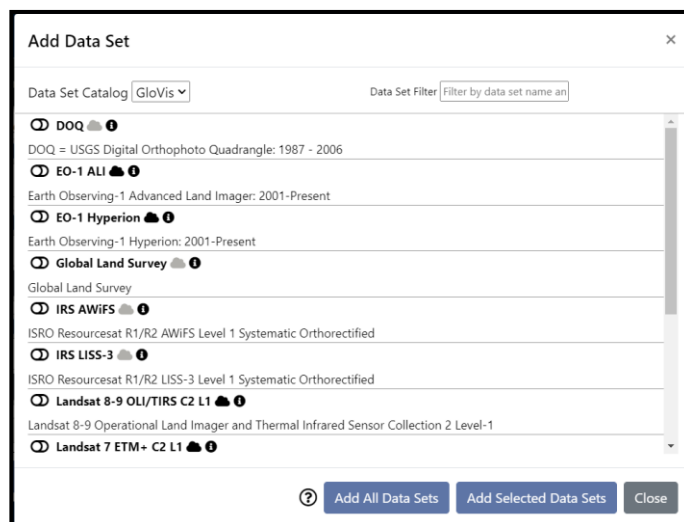 Add Data Set ×
Data Set Catalog GloVis Data Set Filter Filter by data set name an
DOQ
DOQ = USGS Digital Orthophoto Quadrangle: 1987 - 2006
EO-1 ALI
Earth Observing-1 Advanced Land Imager: 2001-Present
EO-1 Hyperion
Earth Observing-1 Hyperion: 2001-Present
Global Land Survey
Global Land Survey
IRS AWiFS
ISRO Resourcesat R1/R2 AWiFS Level 1 Systematic Orthorectified
IRS LISS-3
ISRO Resourcesat R1/R2 LISS-3 Level 1 Systematic Orthorectified
Landsat 8-9 OLI/TIRS C2 L1
Landsat 8-9 Operational Land Imager and Thermal Infrared Sensor Collection 2 Level-1
Landsat 7 ETM+ C2 L1
? Add All Data Sets Add Selected Data Sets Close